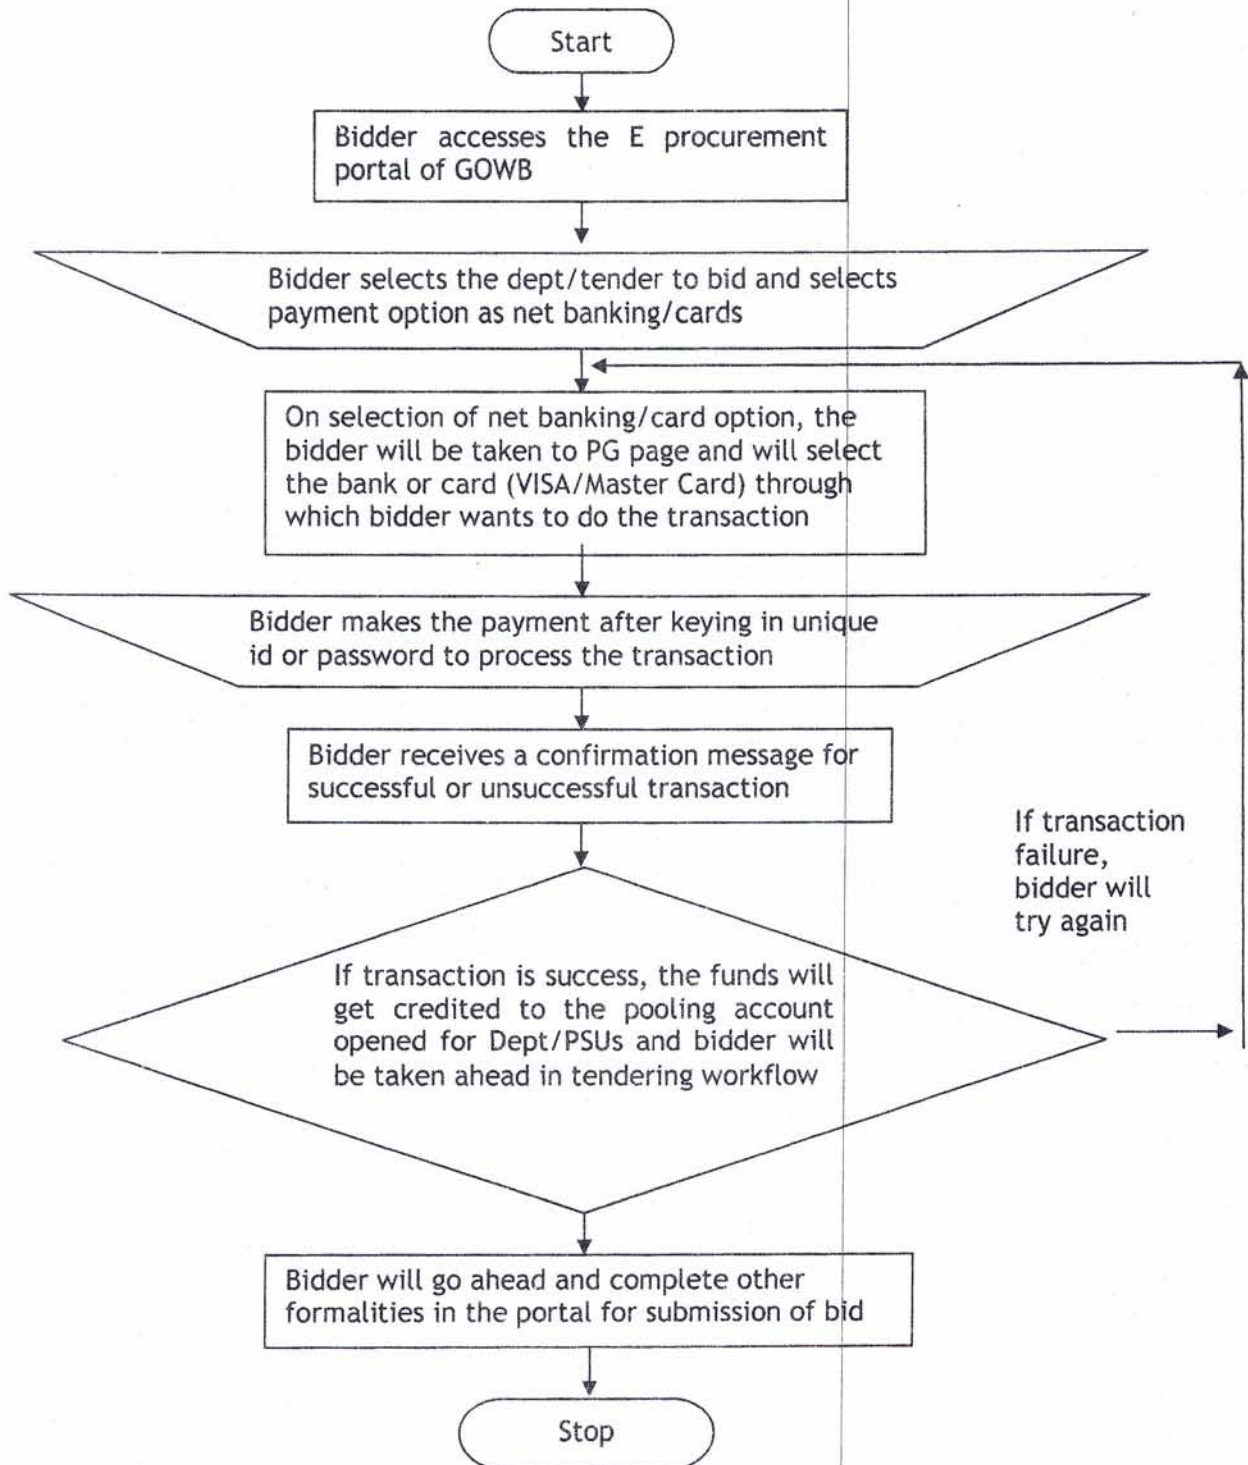 Start
Bidder accesses the E procurement
portal of GOWB
Bidder selects the dept/tender to bid and selects
payment option as net banking/cards
On selection of net banking/card option, the
bidder will be taken to PG page and will select
the bank or card (VISA/Master Card) through
which bidder wants to do the transaction
Bidder makes the payment after keying in unique
id or password to process the transaction
Bidder receives a confirmation message for
successful or unsuccessful transaction
If transaction
failure,
bidder will
try again
If transaction is success, the funds will
get credited to the pooling account
opened for Dept/PSUs and bidder will
be taken ahead in tendering workflow
Bidder will go ahead and complete other
formalities in the portal for submission of bid
Stop